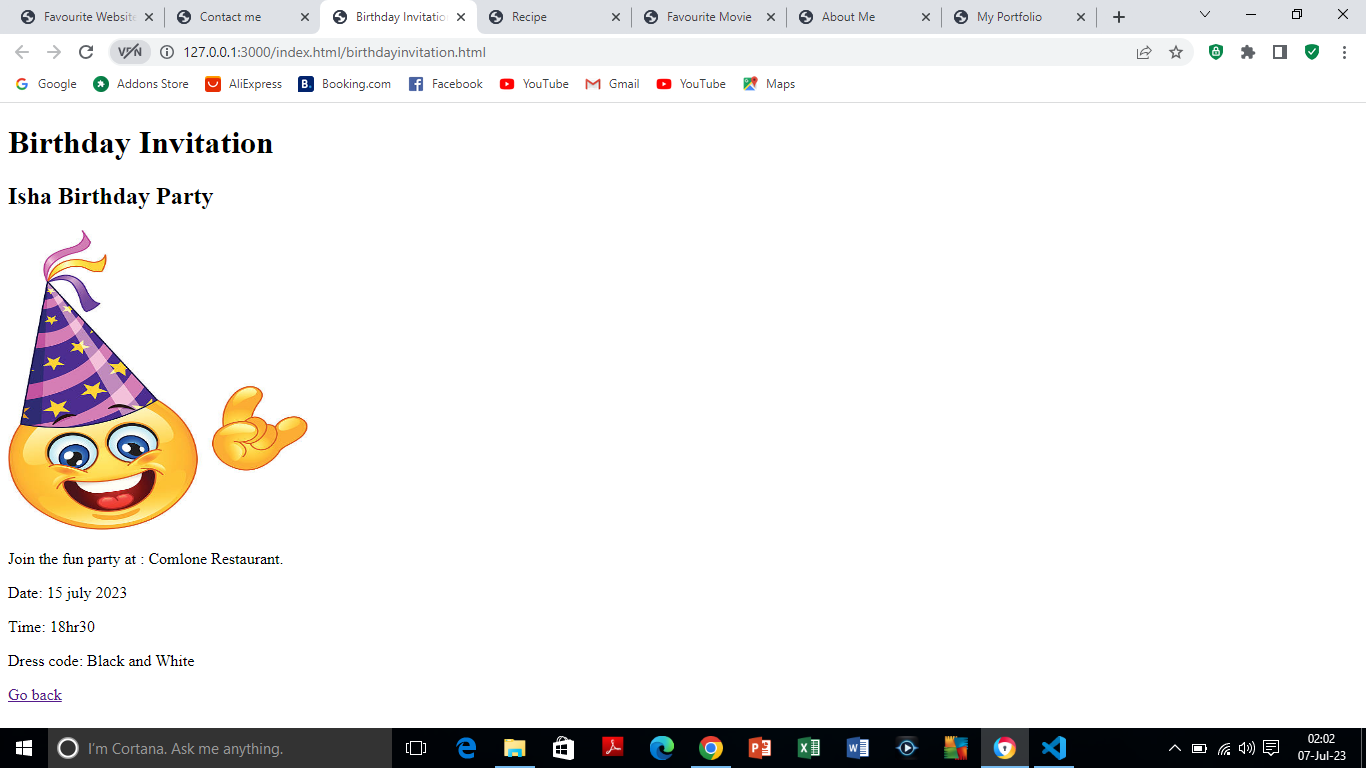 Favourite Website
Contact me
Birthday Invitation
Recipe
Favourite Movie
About Me
My Portfolio
VPN
127.0.0.1:3000/index.html/birthdayinvitation.html
Google
Addons Store
AliExpress
Booking.com
Facebook
YouTube
Gmail
YouTube
Maps
Birthday Invitation
Isha Birthday Party
Join the fun party at : Comlone Restaurant.
Date: 15 july 2023
Time: 18hr30
Dress code: Black and White
Go back
I'm Cortana. Ask me anything.
02:02
07-Jul-23